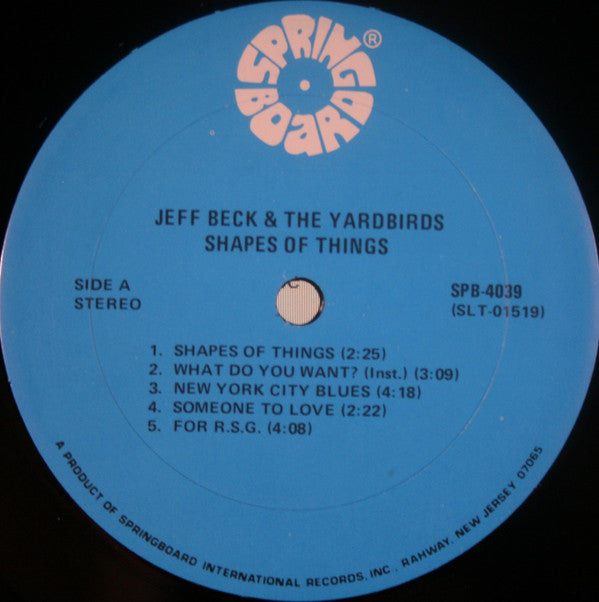 SPRING
BOARD®
JEFF BECK & THE YARDBIRDS
SHAPES OF THINGS
SIDE A
STEREO
SPB-4039
(SLT-01519)
1. SHAPES OF THINGS (2:25)
2. WHAT DO YOU WANT? (Inst.) (3:09)
3. NEW YORK CITY BLUES (4:18)
4. SOMEONE TO LOVE (2:22)
5. FOR R.S.G. (4:08)
A PRODUCT OF SPRINGBOARD INTERNATIONAL RECORDS, INC., RAHWAY, NEW JERSEY 07065